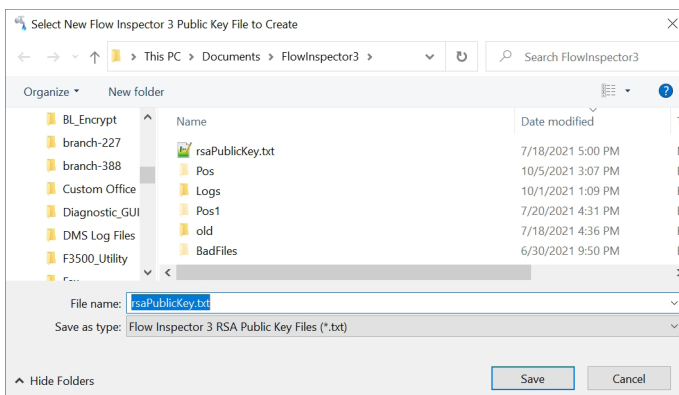 Select New Flow Inspector 3 Public Key File to Create
This PC > Documents > FlowInspector3 >
Search FlowInspector3
Organize
New folder
BL_Encrypt
branch-227
branch-388
Custom Office
Diagnostic_GUI
DMS Log Files
F3500_Utility
Name
Date modified
rsaPublicKey.txt 7/18/2021 5:00 PM
Pos 10/5/2021 3:07 PM
Logs 10/1/2021 1:09 PM
Pos1 7/20/2021 4:31 PM
old 7/18/2021 4:36 PM
BadFiles 6/30/2021 9:50 PM
File name: rsaPublicKey.txt
Save as type: Flow Inspector 3 RSA Public Key Files (*.txt)
Hide Folders
Save
Cancel